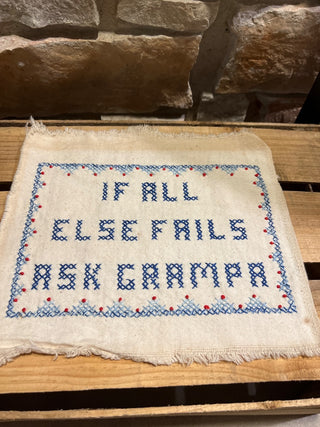 IF ALL
ELSE FAILS
ASK GRAMPA